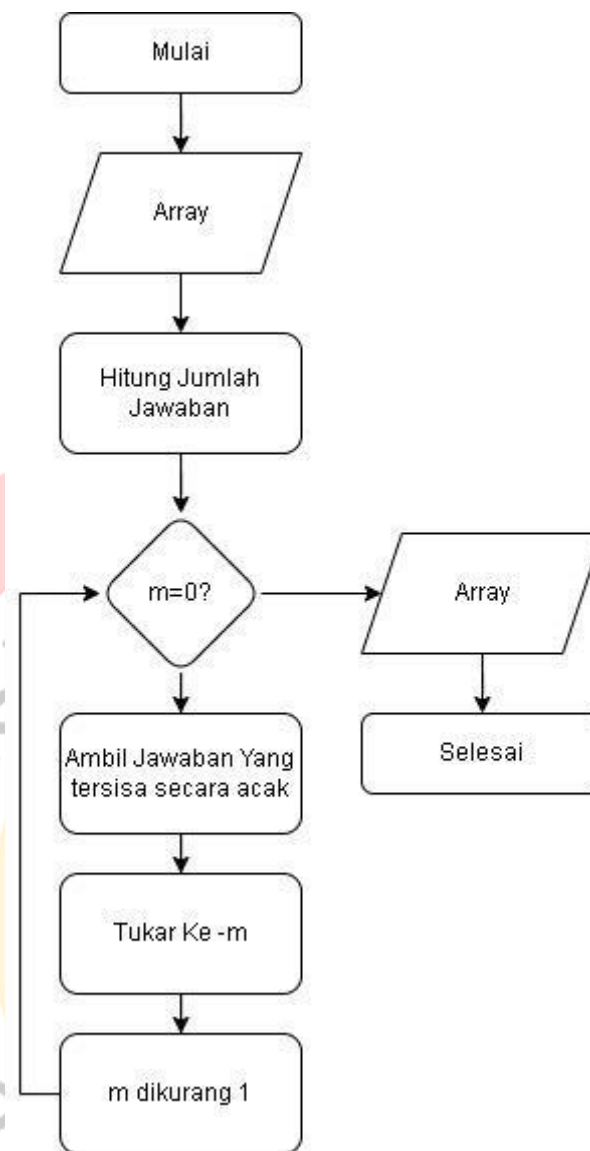 Mulai
Array
Hitung Jumlah
Jawaban
m=0?
Array
Ambil Jawaban Yang
tersisa secara acak
Selesai
Tukar Ke -m
m dikurang 1